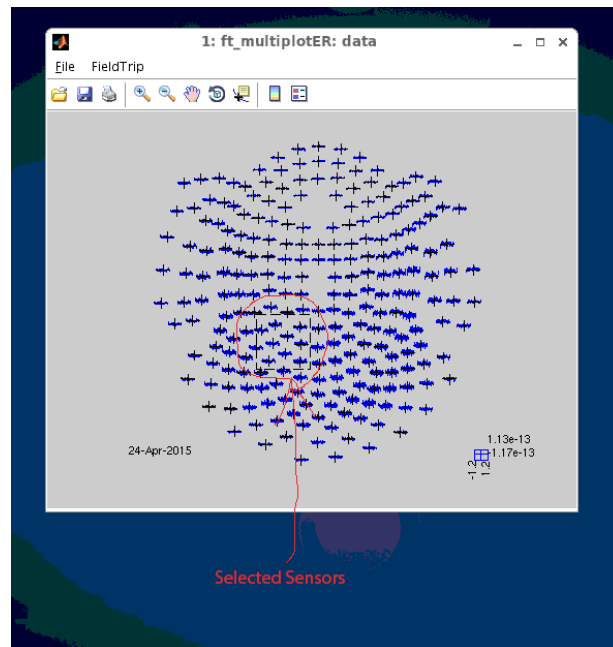 1: ft_multiplotER: data
File FieldTrip
24-Apr-2015
1.13e-13
-1.17e-13
-1.2
1.2
Selected Sensors